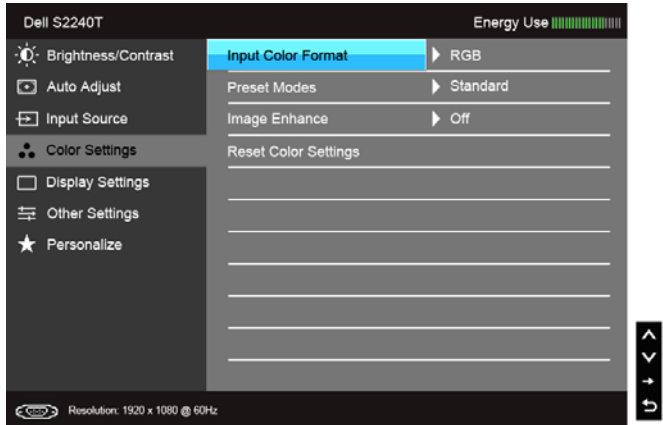 Dell S2240T
Energy Use
Brightness/Contrast
Input Color Format
RGB
Auto Adjust
Preset Modes
Standard
Input Source
Image Enhance
Off
Color Settings
Reset Color Settings
Display Settings
Other Settings
Personalize
Resolution: 1920 x 1080 @ 60Hz